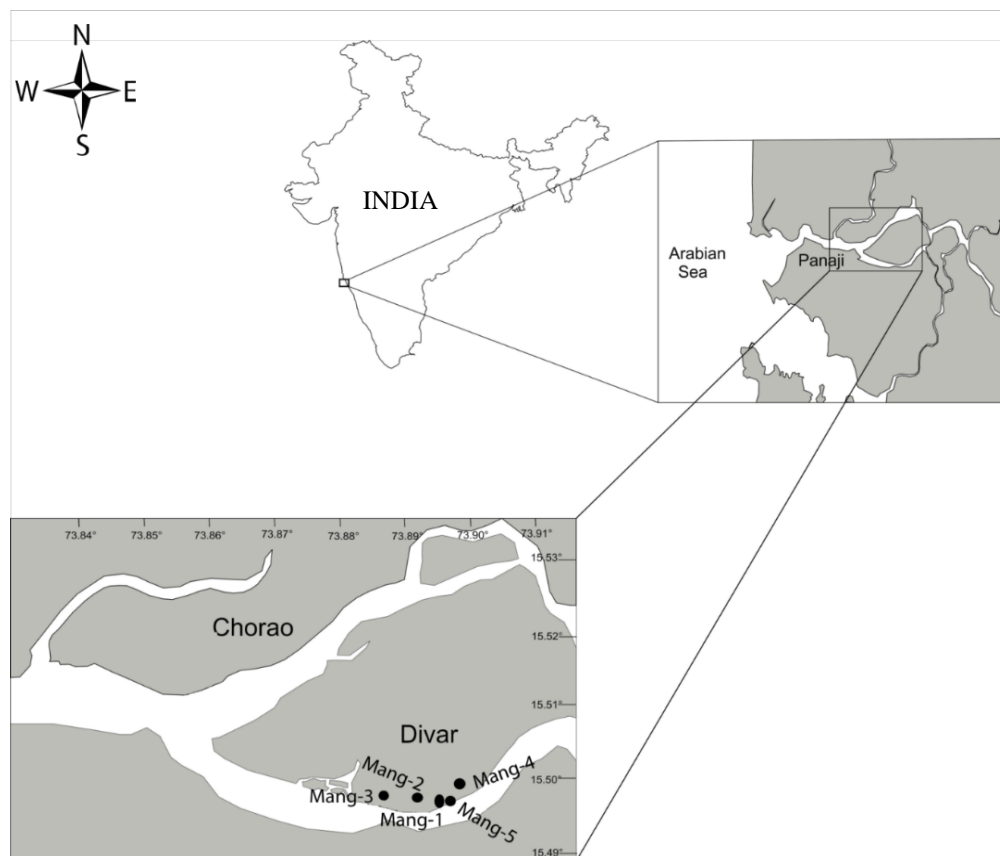 N
W E
S
INDIA
Arabian
Sea
Panaji
73.84° 73.85° 73.86° 73.87° 73.88° 73.89° 73.90° 73.91°
15.53°
Chorao
15.52°
15.51°
Divar
Mang-2
Mang-4
15.50°
Mang-3
Mang-1
Mang-5
15.49°